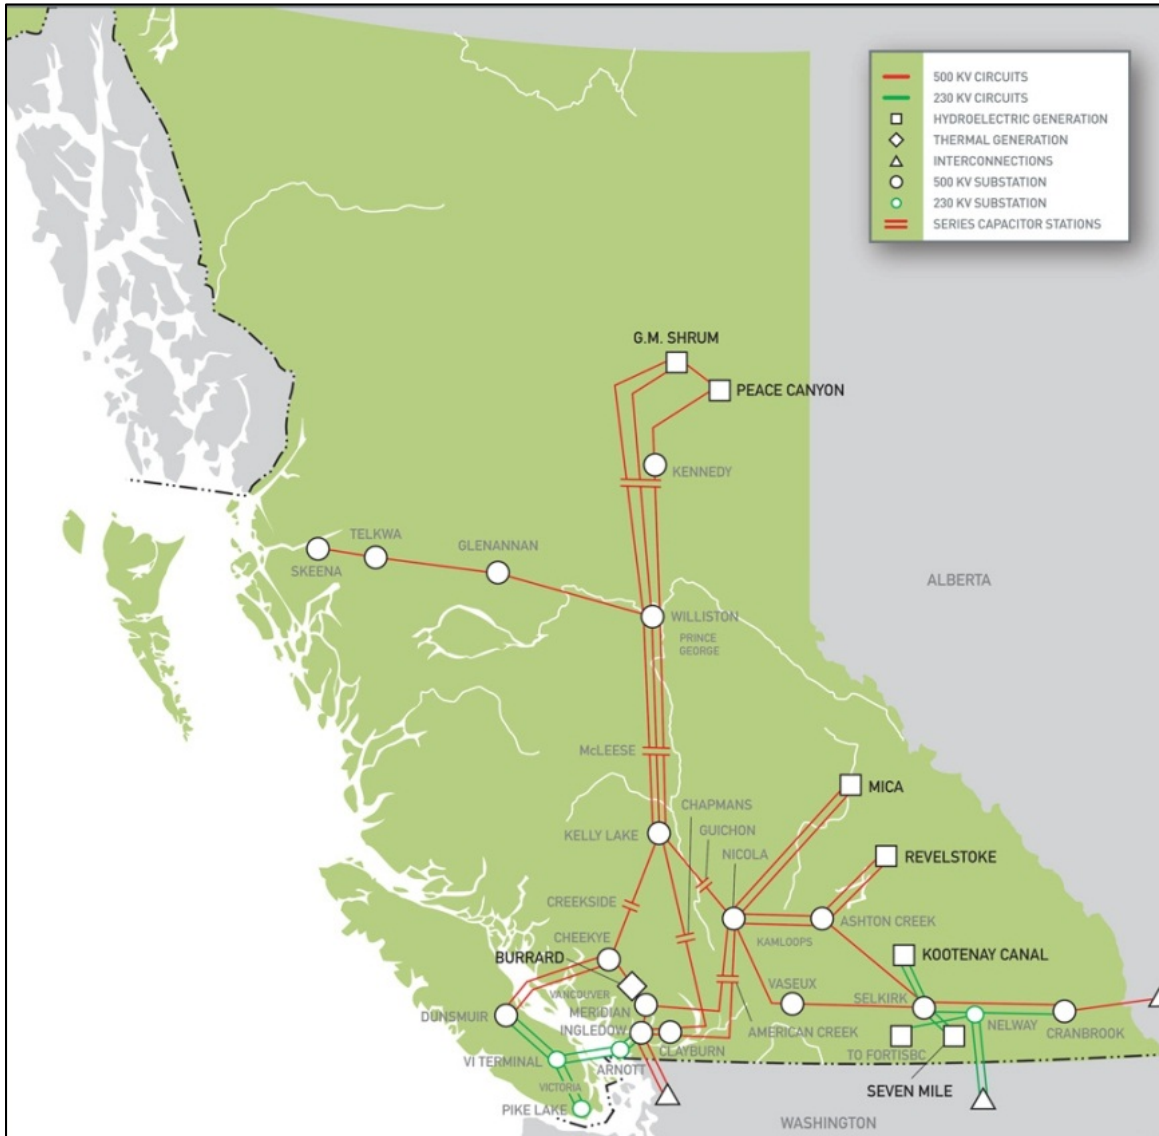 500 KV CIRCUITS
230 KV CIRCUITS
HYDROELECTRIC GENERATION
THERMAL GENERATION
INTERCONNECTIONS
500 KV SUBSTATION
230 KV SUBSTATION
SERIES CAPACITOR STATIONS
G.M. SHRUM
PEACE CANYON
KENNEDY
TELKWA
GLENANNAN
SKEENA
ALBERTA
WILLISTON
PRINCE
GEORGE
McLEESE
MICA
CHAPMANS
KELLY LAKE
GUICHON
NICOLA
REVELSTOKE
CREEKSIDE
ASHTON CREEK
CHEEKYE
KAMLOOPS
BURRARD
KOOTENAY CANAL
VASEUX
VANCOUVER
SELKIRK
MERIDIAN
DUNSMUIR
CRANBROOK
NELWAY
INGLEDOW
AMERICAN CREEK
CLAYBURN
TO FORTISBC
VI TERMINAL
ARNOTT
VICTORIA
SEVEN MILE
PIKE LAKE
WASHINGTON